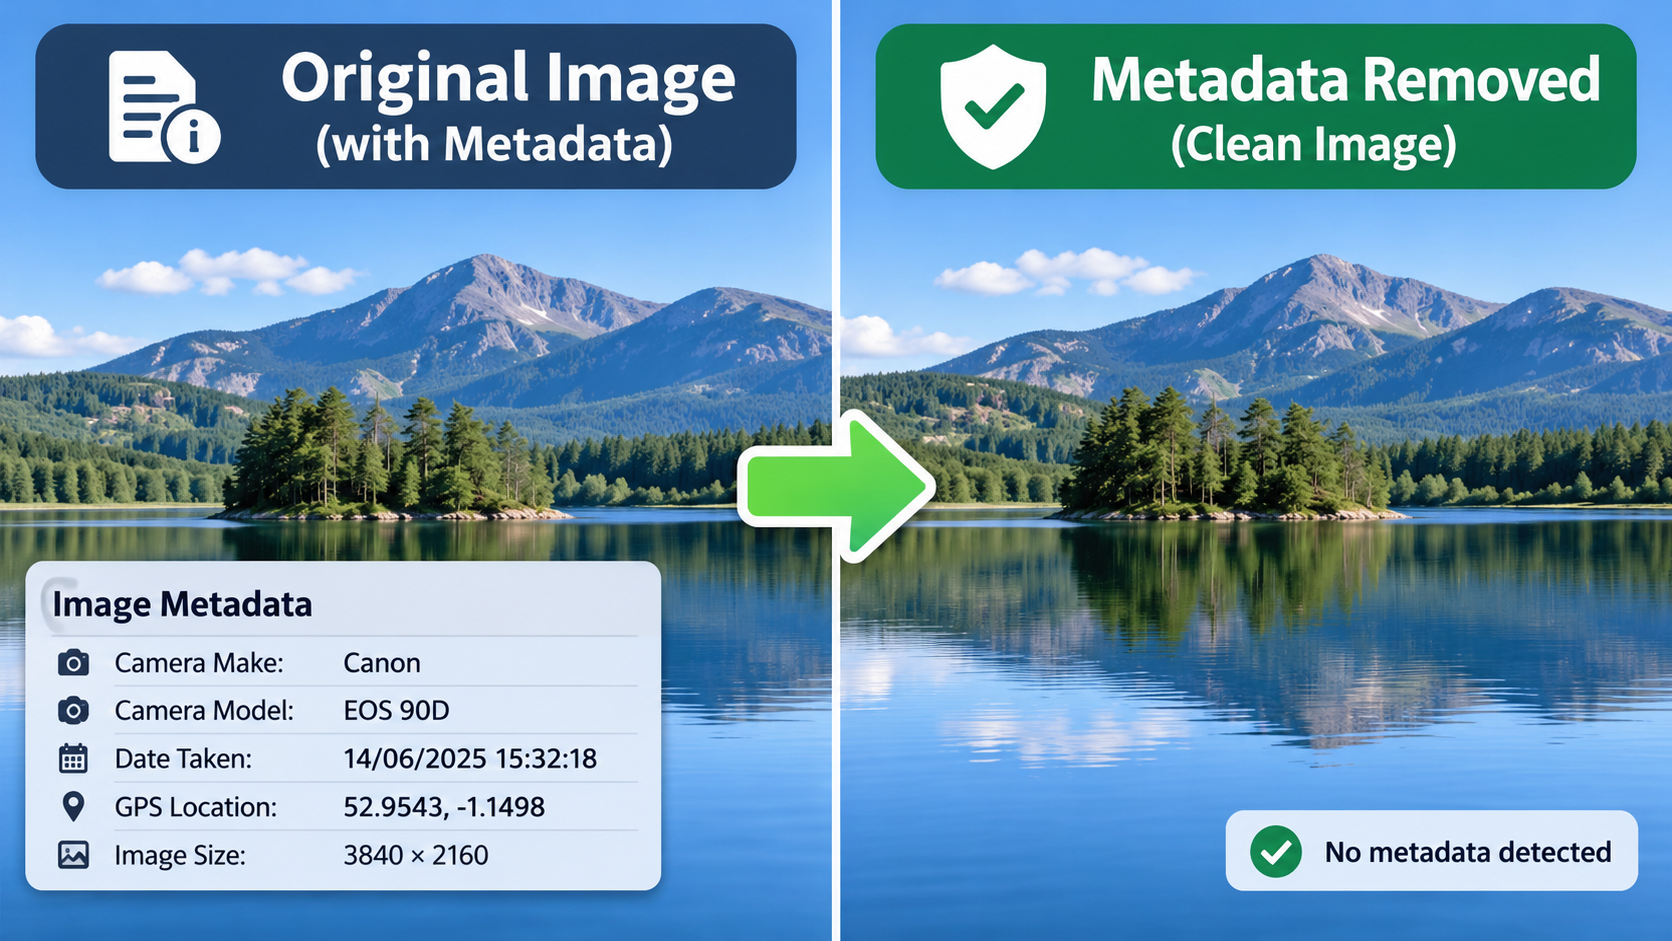 Original Image
(with Metadata)
Metadata Removed
(Clean Image)
Image Metadata
Camera Make: Canon
Camera Model: EOS 90D
Date Taken: 14/06/2025 15:32:18
GPS Location: 52.9543, -1.1498
Image Size: 3840 × 2160
No metadata detected